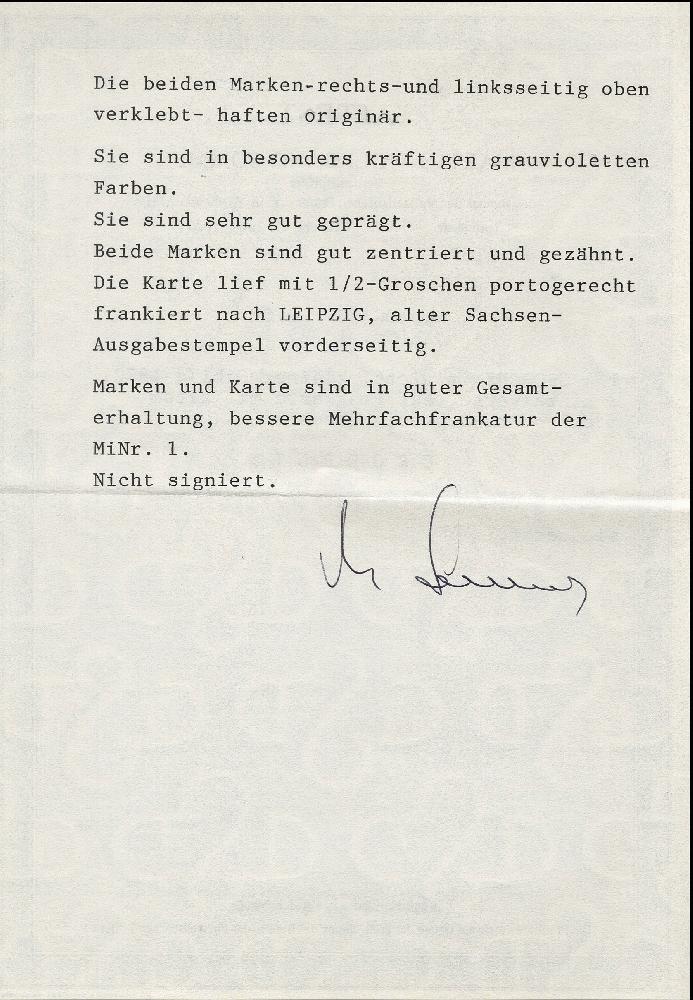 Die beiden Marken-rechts-und linksseitig oben
verklebt- haften originär.
Sie sind in besonders kräftigen grauvioletten
Farben.
Sie sind sehr gut geprägt.
Beide Marken sind gut zentriert und gezähnt.
Die Karte lief mit 1/2-Groschen portogerecht
frankiert nach LEIPZIG, alter Sachsen-
Ausgabestempel vorderseitig.
Marken und Karte sind in guter Gesamt-
erhaltung, bessere Mehrfachfrankatur der
MiNr. 1.
Nicht signiert.